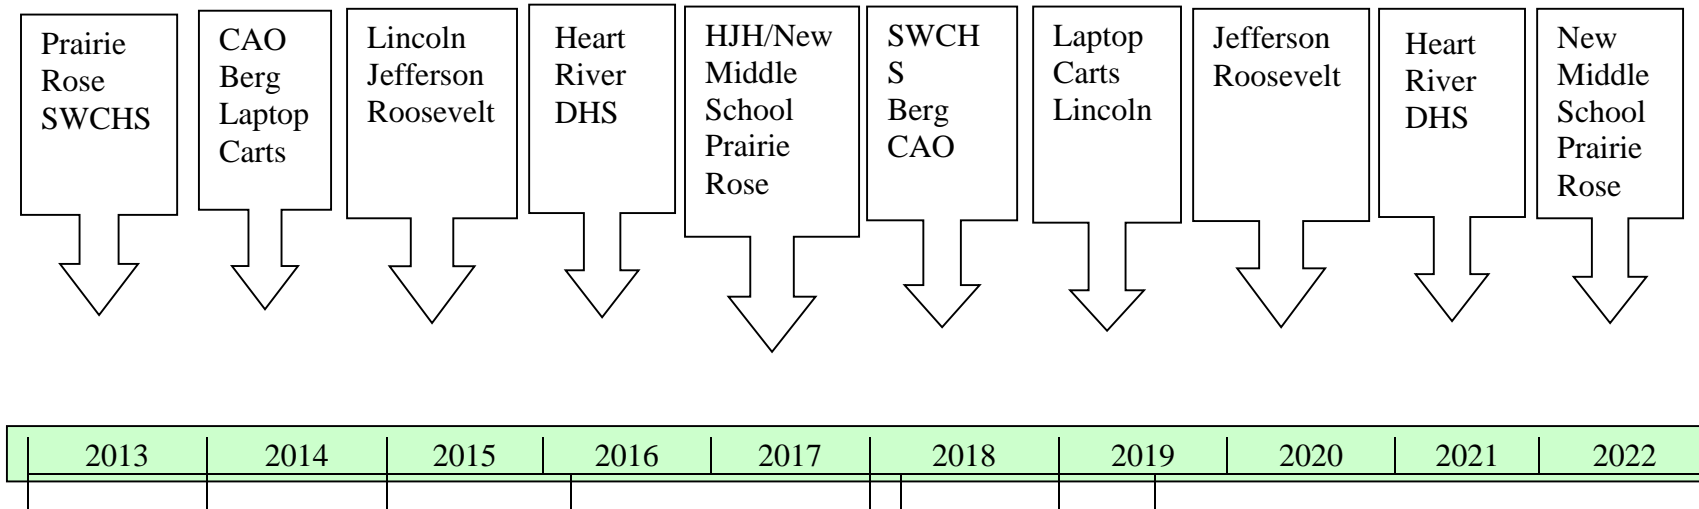 Prairie
Rose
SWCHS
CAO
Berg
Laptop
Carts
Lincoln
Jefferson
Roosevelt
Heart
River
DHS
HJH/New
Middle
School
Prairie
Rose
SWCH
S
Berg
CAO
Laptop
Carts
Lincoln
Jefferson
Roosevelt
Heart
River
DHS
New
Middle
School
Prairie
Rose
2013 2014 2015 2016 2017 2018 2019 2020 2021 2022